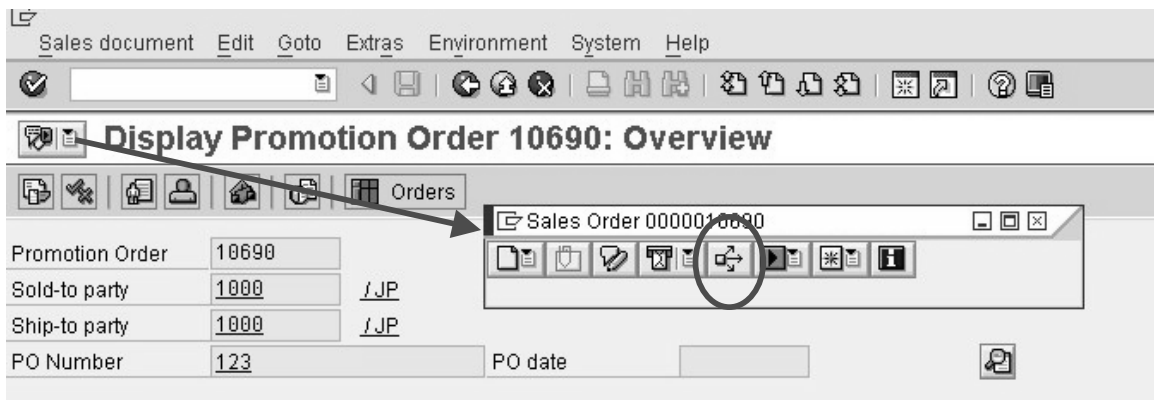 Sales document Edit Goto Extras Environment System Help
Display Promotion Order 10690: Overview
Orders
Sales Order 0000010690
Promotion Order 10690
Sold-to party 1000 / JP
Ship-to party 1000 / JP
PO Number 123 PO date